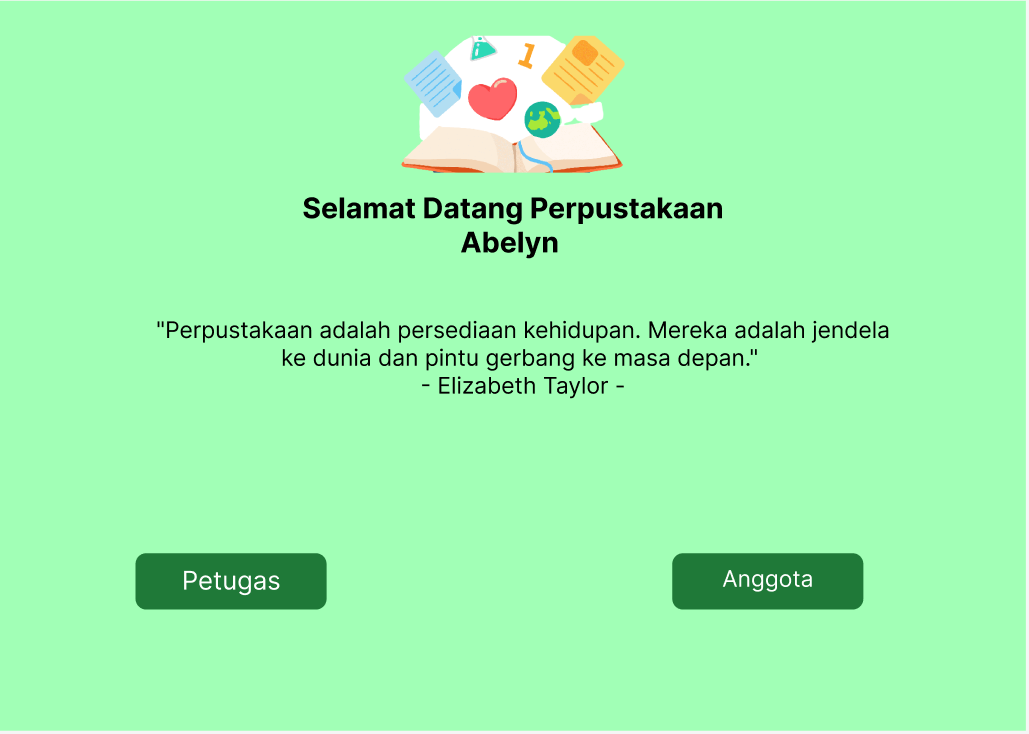 1
Selamat Datang Perpustakaan
Abelyn
"Perpustakaan adalah persediaan kehidupan. Mereka adalah jendela
ke dunia dan pintu gerbang ke masa depan."
- Elizabeth Taylor -
Petugas
Anggota